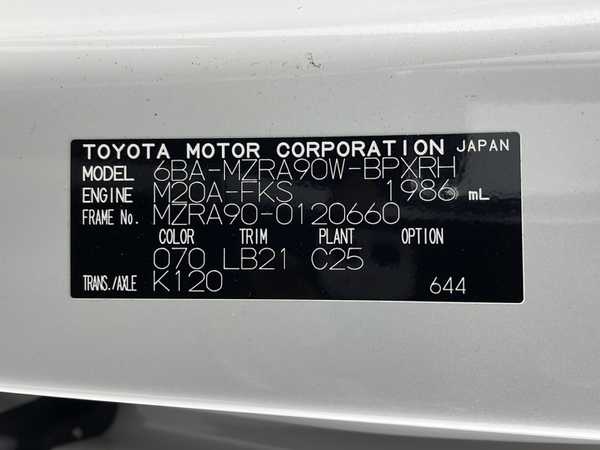 TOYOTA MOTOR CORPORATION JAPAN
MODEL 6BA-MZRA90W-BPXRH
ENGINE M20A-FKS 1986 mL
FRAME No. MZRA90-0120660
COLOR TRIM PLANT OPTION
070 LB21 C25
TRANS./AXLE K120
644